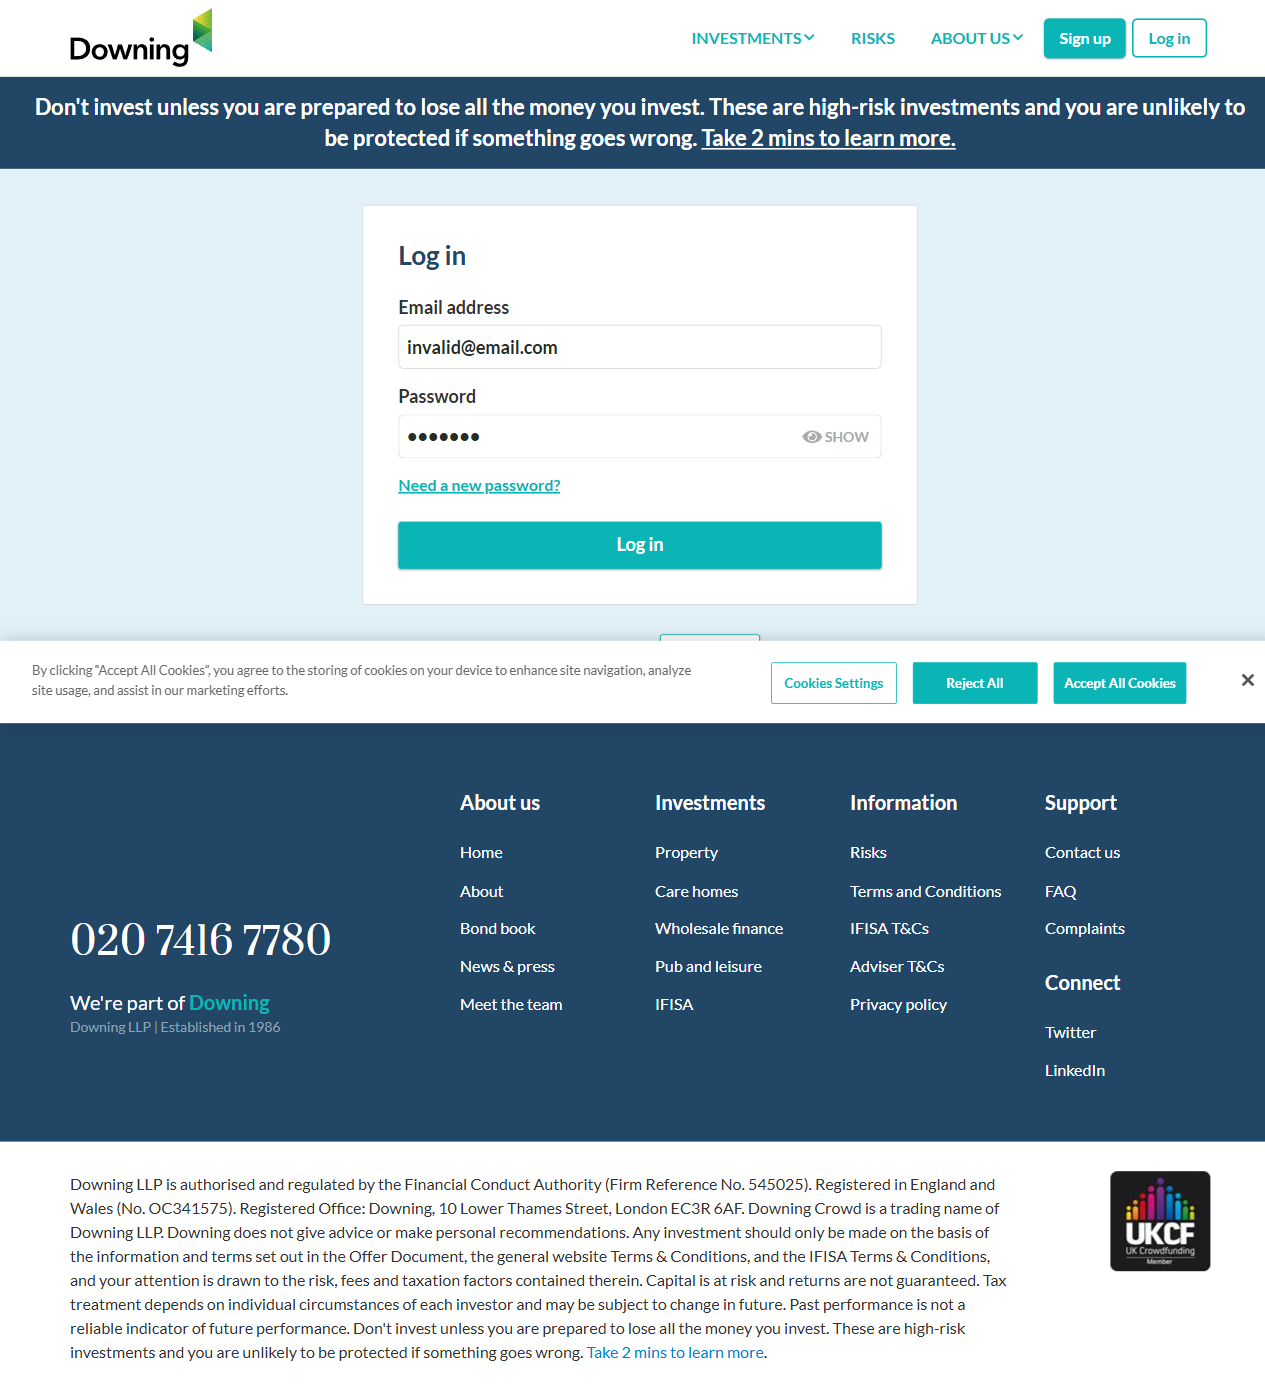 Downing
INVESTMENTS
RISKS
ABOUT US
Sign up
Log in
Don't invest unless you are prepared to lose all the money you invest. These are high-risk investments and you are unlikely to
be protected if something goes wrong. Take 2 mins to learn more.
Log in
Email address
invalid@email.com
Password
•••••••
SHOW
Need a new password?
Log in
By clicking “Accept All Cookies”, you agree to the storing of cookies on your device to enhance site navigation, analyze
site usage, and assist in our marketing efforts.
Cookies Settings
Reject All
Accept All Cookies
020 7416 7780
We're part of Downing
Downing LLP | Established in 1986
About us
Home
About
Bond book
News & press
Meet the team
Investments
Property
Care homes
Wholesale finance
Pub and leisure
IFISA
Information
Risks
Terms and Conditions
IFISA T&Cs
Adviser T&Cs
Privacy policy
Support
Contact us
FAQ
Complaints
Connect
Twitter
LinkedIn
Downing LLP is authorised and regulated by the Financial Conduct Authority (Firm Reference No. 545025). Registered in England and
Wales (No. OC341575). Registered Office: Downing, 10 Lower Thames Street, London EC3R 6AF. Downing Crowd is a trading name of
Downing LLP. Downing does not give advice or make personal recommendations. Any investment should only be made on the basis of
the information and terms set out in the Offer Document, the general website Terms & Conditions, and the IFISA Terms & Conditions,
and your attention is drawn to the risk, fees and taxation factors contained therein. Capital is at risk and returns are not guaranteed. Tax
treatment depends on individual circumstances of each investor and may be subject to change in future. Past performance is not a
reliable indicator of future performance. Don't invest unless you are prepared to lose all the money you invest. These are high-risk
investments and you are unlikely to be protected if something goes wrong. Take 2 mins to learn more.
UKCF
UK Crowdfunding
Member